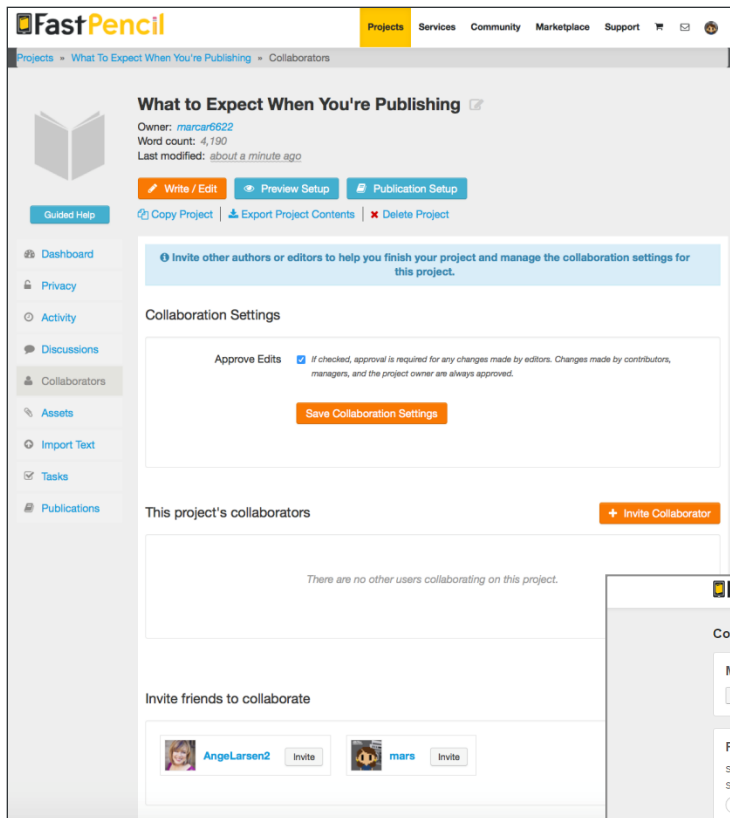 FastPencil
Projects Services Community Marketplace Support
Projects » What To Expect When You're Publishing » Collaborators
What to Expect When You're Publishing
Owner: marcar6622
Word count: 4,190
Last modified: about a minute ago
Write / Edit Preview Setup Publication Setup
Guided Help
Copy Project | Export Project Contents | Delete Project
Dashboard
Privacy
Activity
Discussions
Collaborators
Assets
Import Text
Tasks
Publications
Invite other authors or editors to help you finish your project and manage the collaboration settings for
this project.
Collaboration Settings
Approve Edits If checked, approval is required for any changes made by editors. Changes made by contributors,
managers, and the project owner are always approved.
Save Collaboration Settings
This project's collaborators + Invite Collaborator
There are no other users collaborating on this project.
Invite friends to collaborate
AngeLarsen2 Invite mars Invite
Co